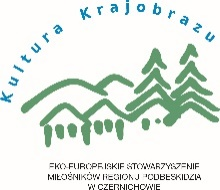 Kultura Krajobrazu
EKO-EUROPEJSKIE STOWARZYSZENIE
MIŁOŚNIKÓW REGIONU PODBESKIDZIA
W CZERNICHOWIE